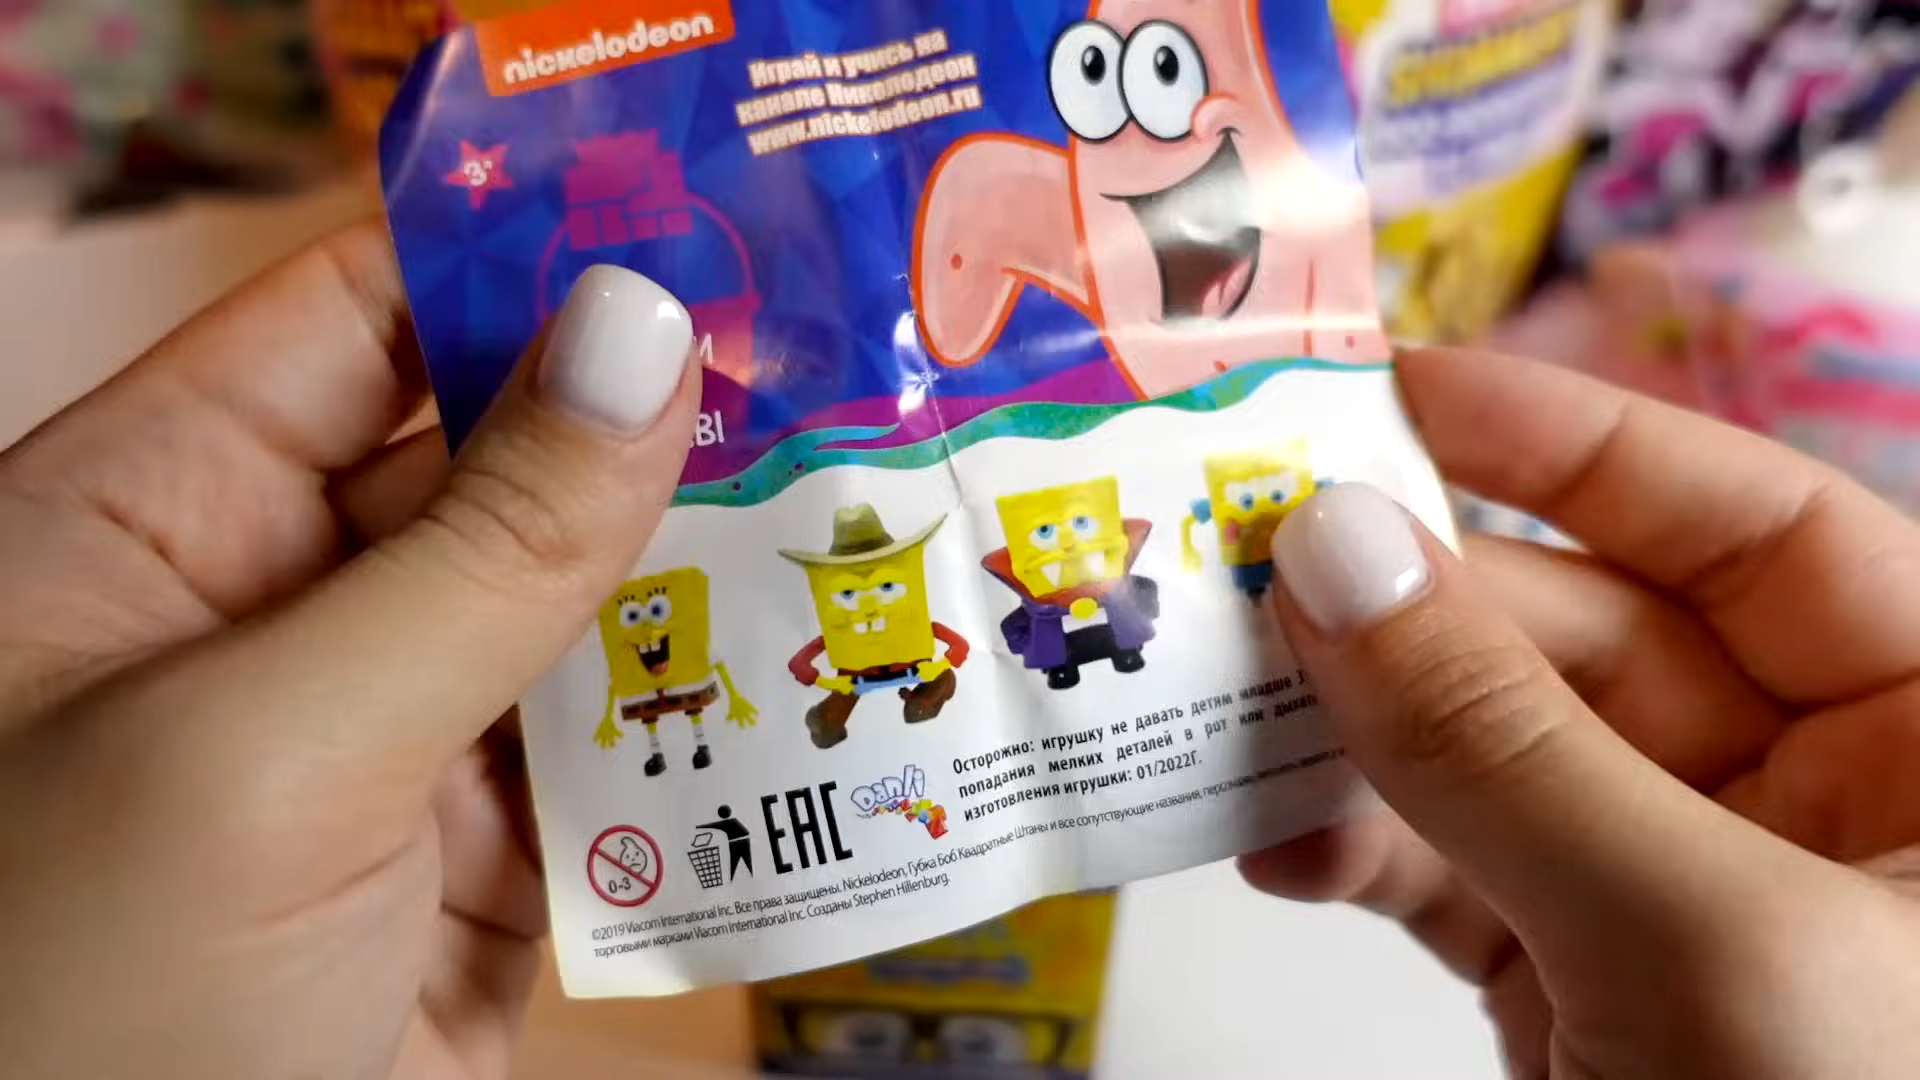 nickelodeon
Играй и учись на
канале Никелодеон
www.nickelodeon.ru
3+
И
ВІ
Осторожно: игрушку не давать детям младше 3
попадания мелких деталей в рот или
изготовления игрушки: 01/2022Г.
0-3
EAC
Danli
©2019 Viacom International Inc. Все права защищены. Nickelodeon, Губка Боб Квадратные Штаны и все сопутствующие названия,
торговыми марками Viacom International Inc. Созданы Stephen Hillenburg.